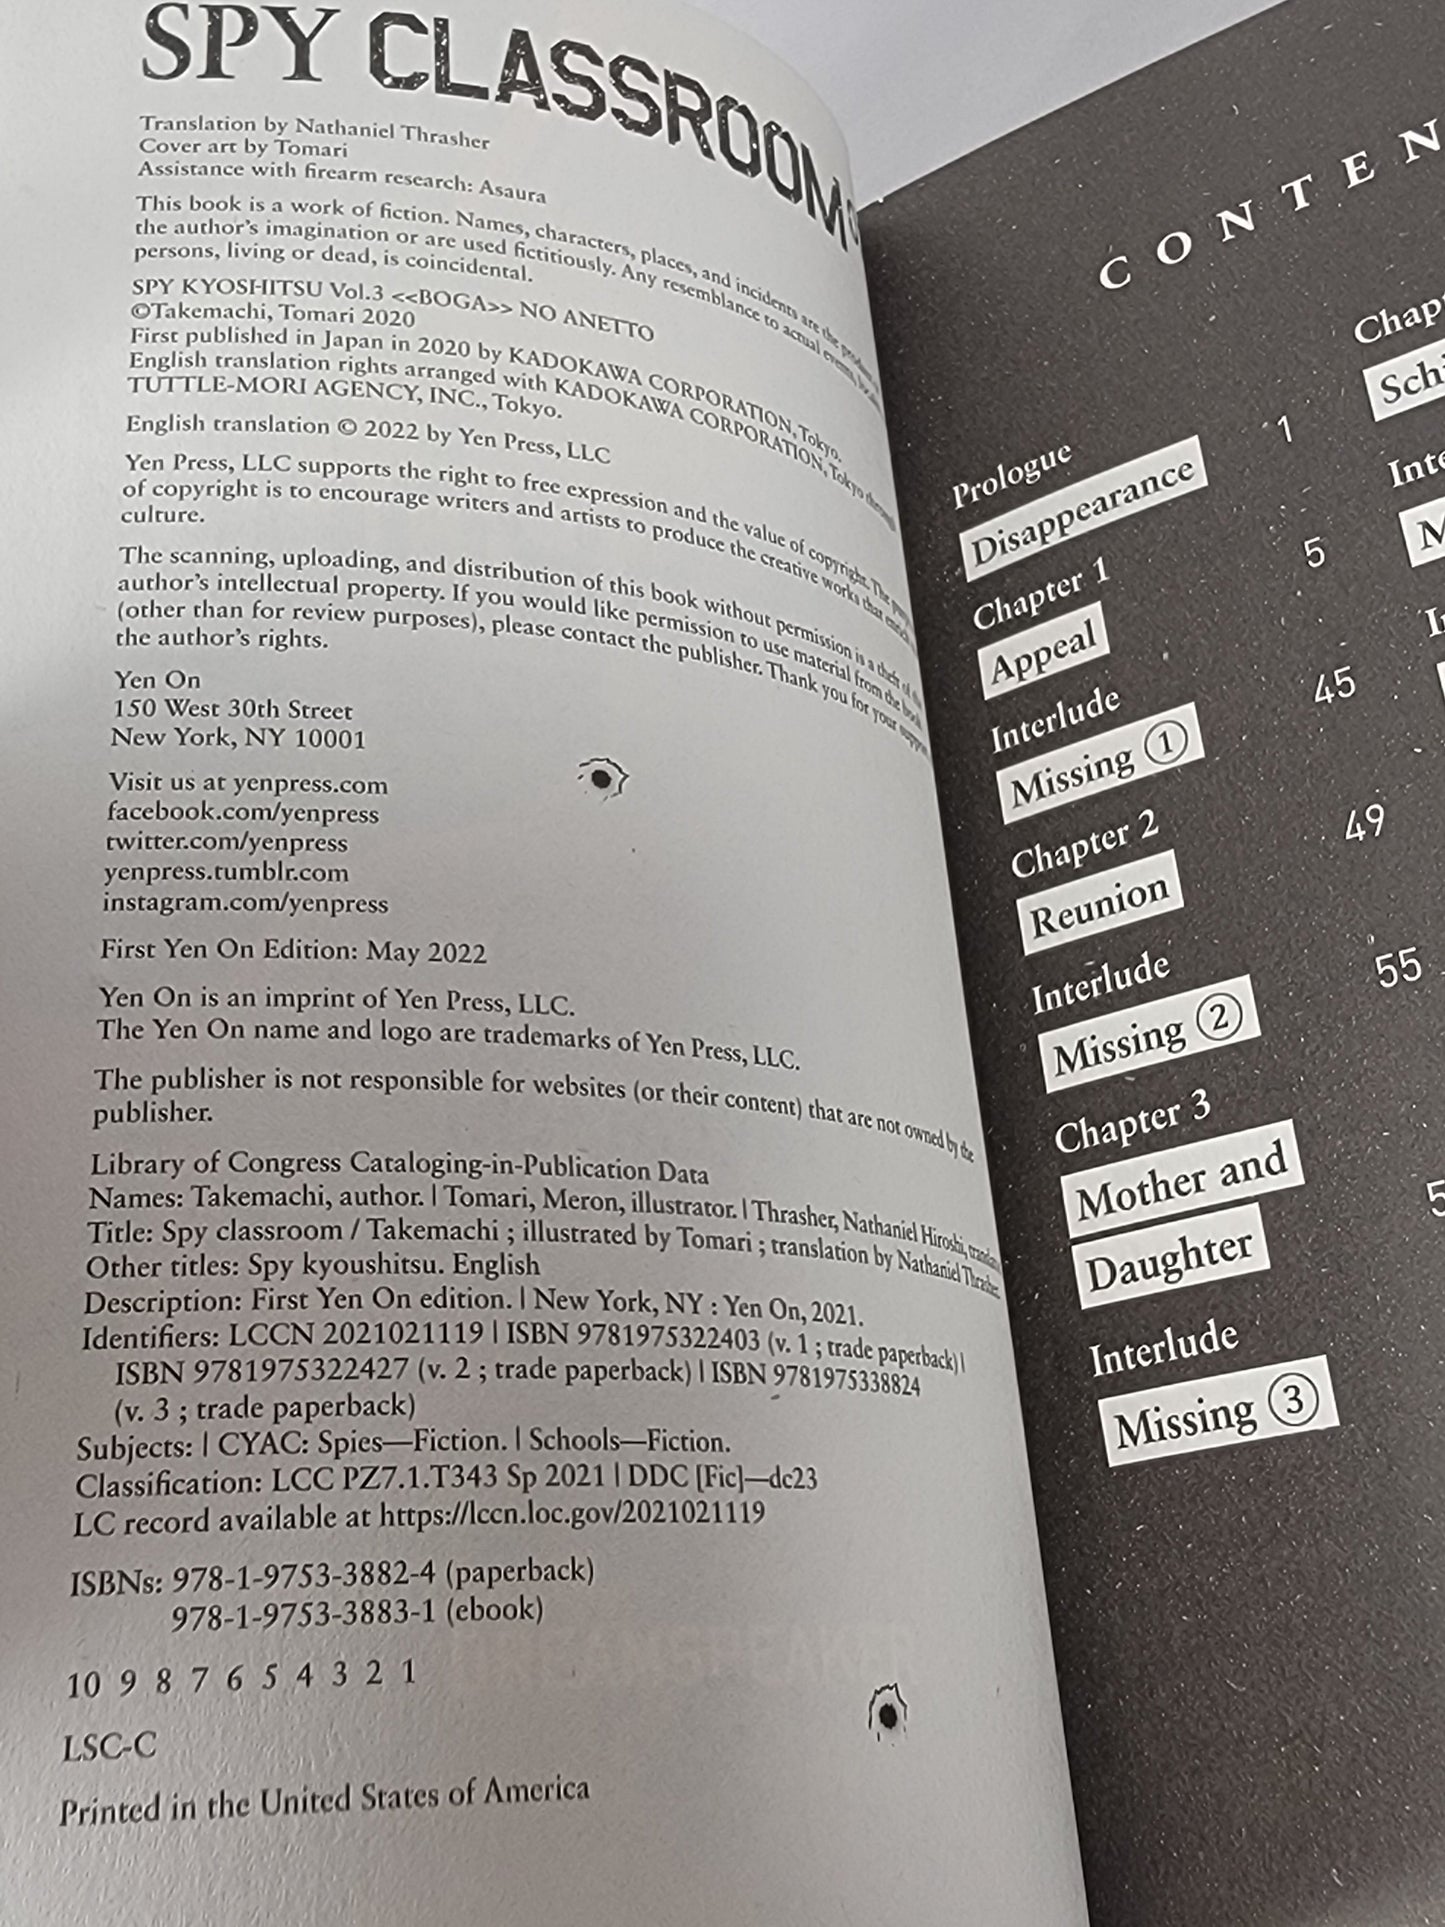 SPY CLASSROOM
Translation by Nathaniel Thrasher
Cover art by Tomari
Assistance with firearm research: Asaura
This book is a work of fiction. Names, characters, places, and incidents are the product of
the author's imagination or are used fictitiously. Any resemblance to actual events, locales,
persons, living or dead, is coincidental.
SPY KYOSHITSU Vol.3 <<BOGA>> NO ANETTO
©Takemachi, Tomari 2020
First published in Japan in 2020 by KADOKAWA CORPORATION, Tokyo.
English translation rights arranged with KADOKAWA CORPORATION, Tokyo through
TUTTLE-MORI AGENCY, INC., Tokyo.
English translation © 2022 by Yen Press, LLC
Yen Press, LLC supports the right to free expression and the value of copyright. The purpose
of copyright is to encourage writers and artists to produce the creative works that enrich
culture.
The scanning, uploading, and distribution of this book without permission is a theft of the
author's intellectual property. If you would like permission to use material from the book
(other than for review purposes), please contact the publisher. Thank you for your support
the author's rights.
Yen On
150 West 30th Street
New York, NY 10001
Visit us at yenpress.com
facebook.com/yenpress
twitter.com/yenpress
yenpress.tumblr.com
instagram.com/yenpress
First Yen On Edition: May 2022
Yen On is an imprint of Yen Press, LLC.
The Yen On name and logo are trademarks of Yen Press, LLC.
The publisher is not responsible for websites (or their content) that are not owned by the
publisher.
Library of Congress Cataloging-in-Publication Data
Names: Takemachi, author. | Tomari, Meron, illustrator. | Thrasher, Nathaniel Hiroshi,
Title: Spy classroom / Takemachi ; illustrated by Tomari ; translation by Nathaniel Thrasher.
Other titles: Spy kyoushitsu. English
Description: First Yen On edition. | New York, NY : Yen On, 2021.
Identifiers: LCCN 2021021119 | ISBN 9781975322403 (v. 1 ; trade paperback) |
ISBN 9781975322427 (v. 2 ; trade paperback) | ISBN 9781975338824
(v. 3 ; trade paperback)
Subjects: | CYAC: Spies—Fiction. | Schools—Fiction.
Classification: LCC PZ7.1.T343 Sp 2021 | DDC [Fic]—dc23
LC record available at https://lccn.loc.gov/2021021119
ISBNs: 978-1-9753-3882-4 (paperback)
978-1-9753-3883-1 (ebook)
10 9 8 7 6 5 4 3 2 1
LSC-C
Printed in the United States of America
CONTEN
Prologue 1
Disappearance
Chapter 1 5
Appeal
Interlude 45
Missing ①
Chapter 2 49
Reunion
Interlude 55
Missing ②
Chapter 3 5
Mother and
Daughter
Interlude
Missing ③
Chap
Sch
Inte
M